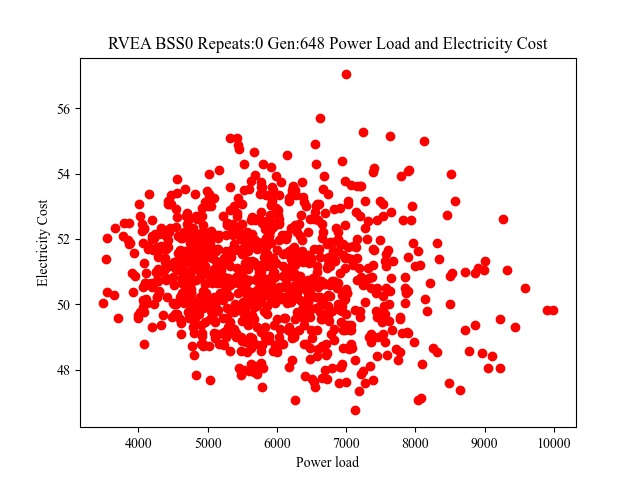 RVEA BSS0 Repeats:0 Gen:648 Power Load and Electricity Cost
56
54
52
50
48
Electricity Cost
4000 5000 6000 7000 8000 9000 10000
Power load